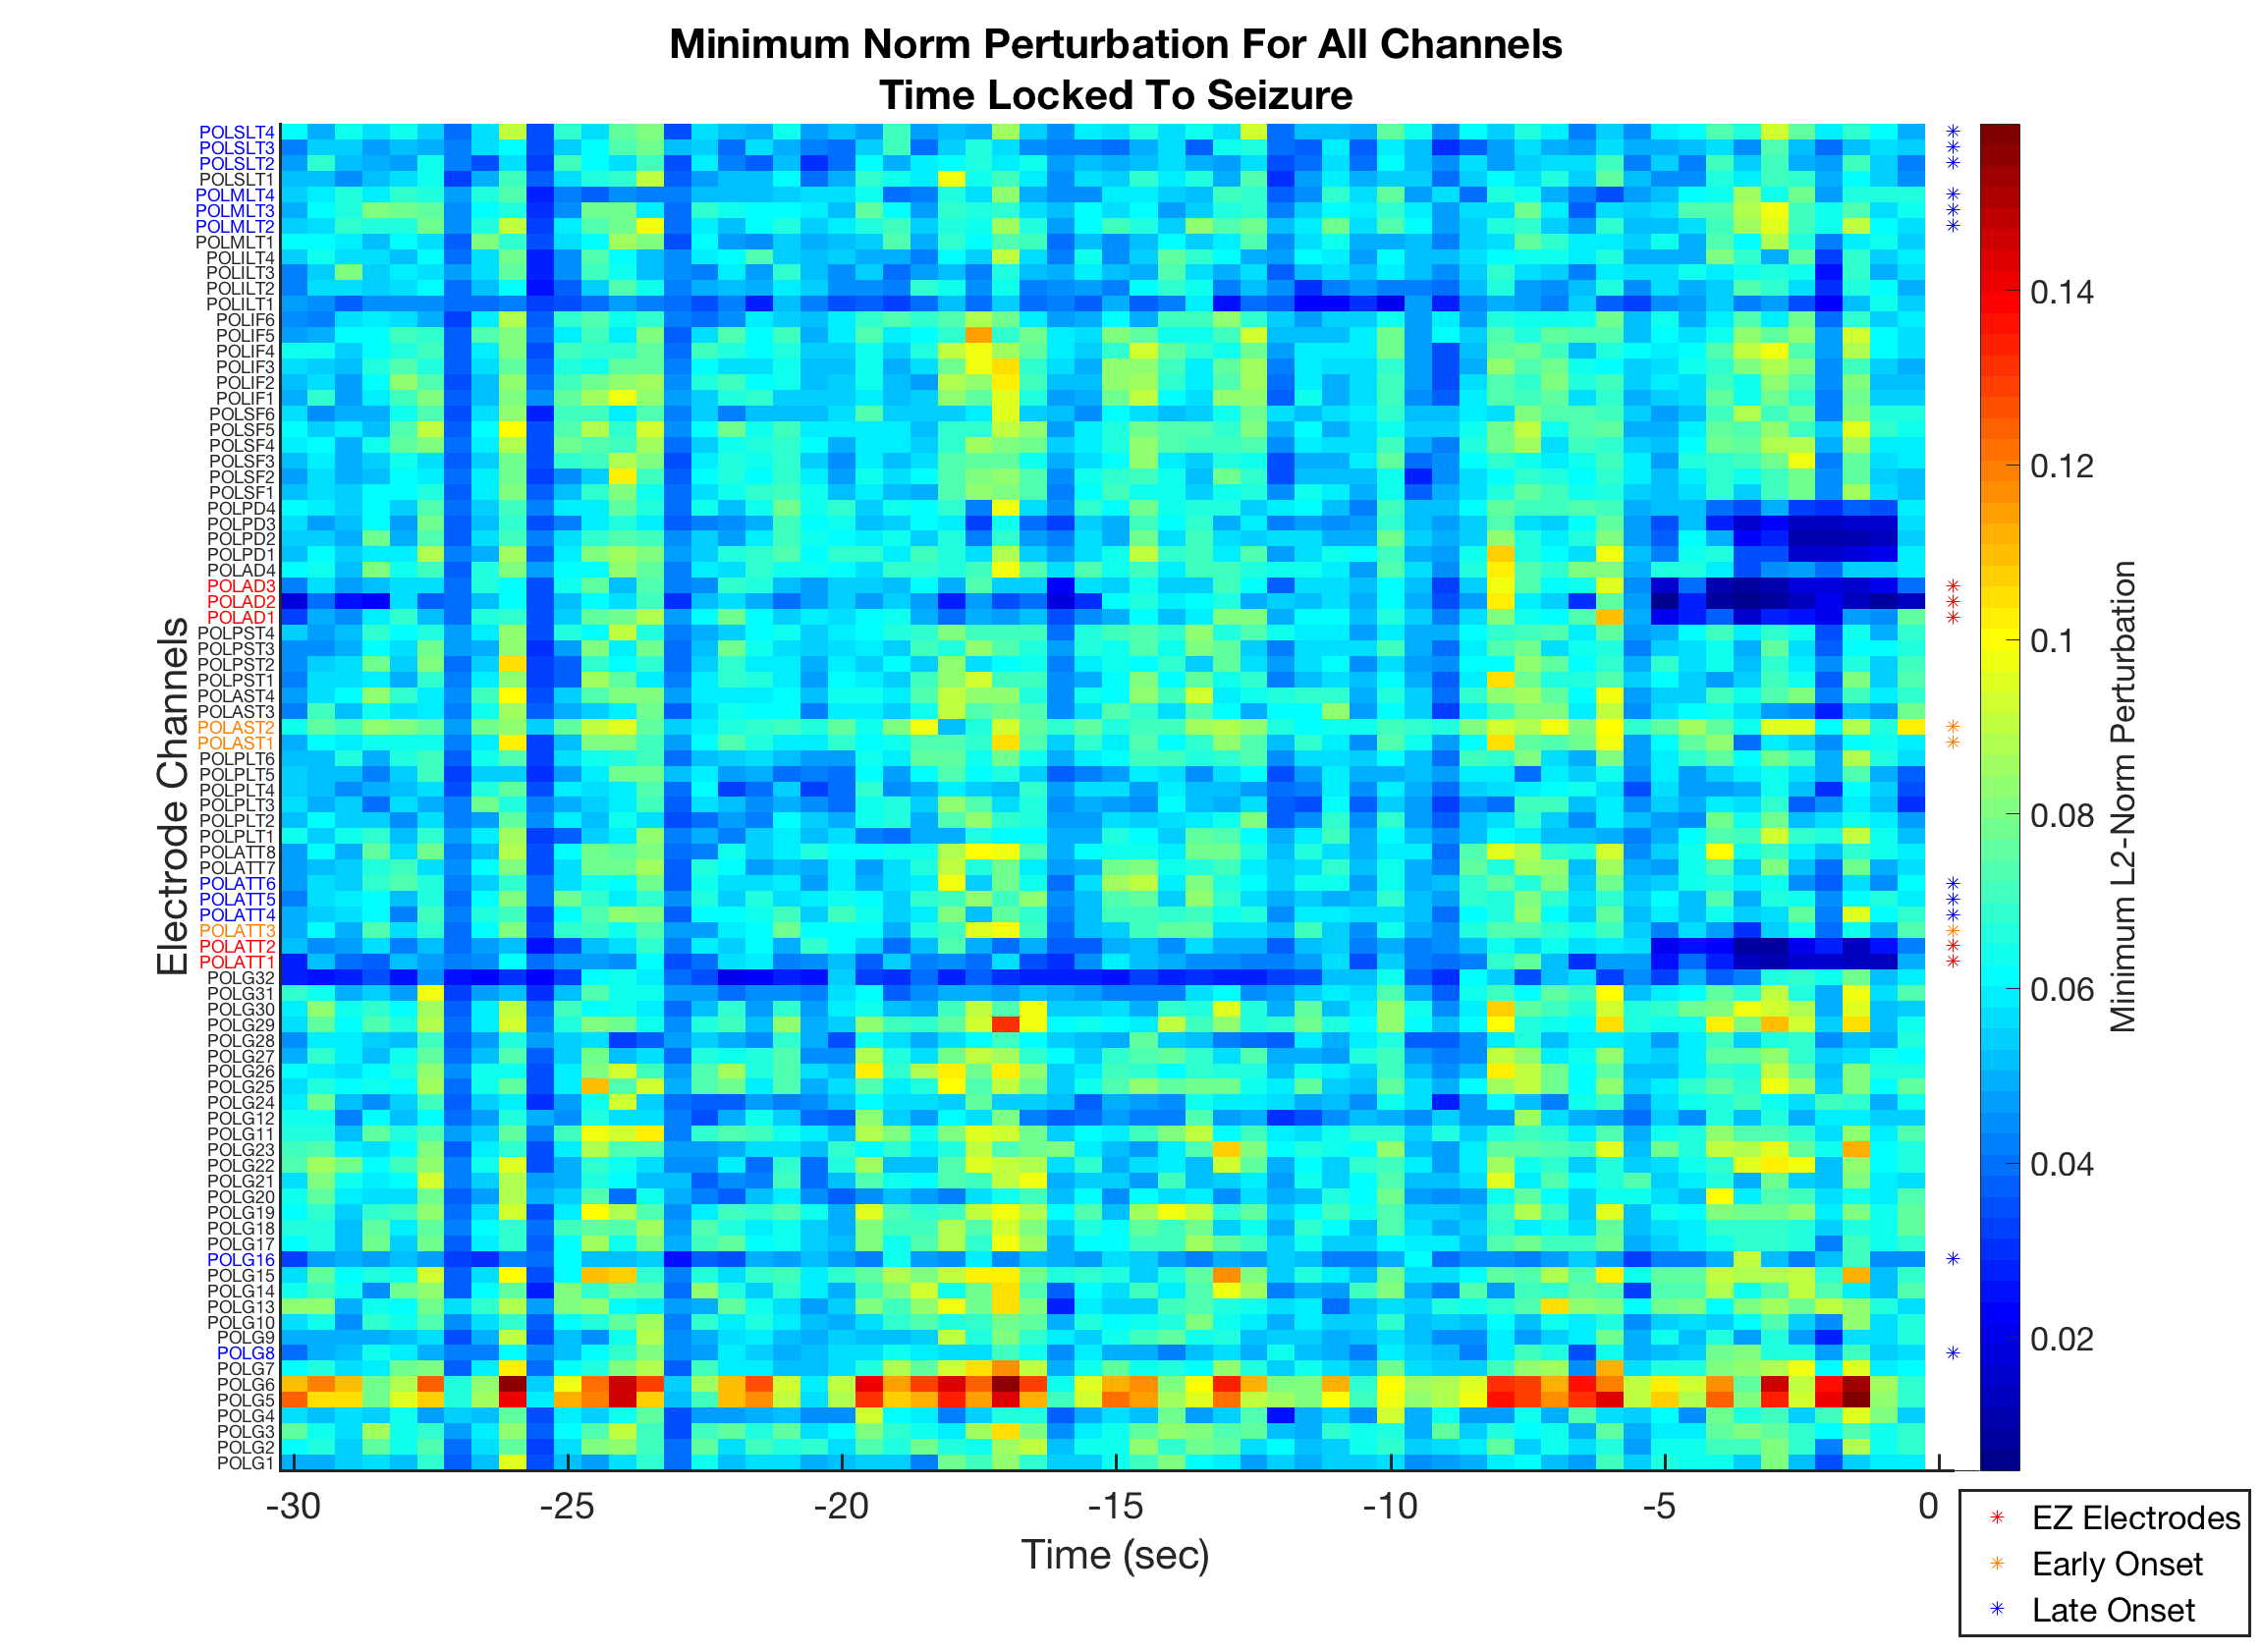 Minimum Norm Perturbation For All Channels
Time Locked To Seizure
POLSLT4
POLSLT3
POLSLT2
POLSLT1
POLMLT4
POLMLT3
POLMLT2
POLMLT1
POLILT4
POLILT3
POLILT2
POLILT1
POLIF6
POLIF5
POLIF4
POLIF3
POLIF2
POLIF1
POLSF6
POLSF5
POLSF4
POLSF3
POLSF2
POLSF1
POLPD4
POLPD3
POLPD2
POLPD1
POLAD4
POLAD3
POLAD2
POLAD1
POLPST4
POLPST3
POLPST2
POLPST1
POLAST4
POLAST3
POLAST2
POLAST1
POLPLT6
POLPLT5
POLPLT4
POLPLT3
POLPLT2
POLPLT1
POLATT8
POLATT7
POLATT6
POLATT5
POLATT4
POLATT3
POLATT2
POLATT1
POLG32
POLG31
POLG30
POLG29
POLG28
POLG27
POLG26
POLG25
POLG24
POLG12
POLG11
POLG23
POLG22
POLG21
POLG20
POLG19
POLG18
POLG17
POLG16
POLG15
POLG14
POLG13
POLG10
POLG9
POLG8
POLG7
POLG6
POLG5
POLG4
POLG3
POLG2
POLG1
Electrode Channels
-30 -25 -20 -15 -10 -5 0
Time (sec)
0.14
0.12
0.1
0.08
0.06
0.04
0.02
Minimum L2-Norm Perturbation
EZ Electrodes
Early Onset
Late Onset